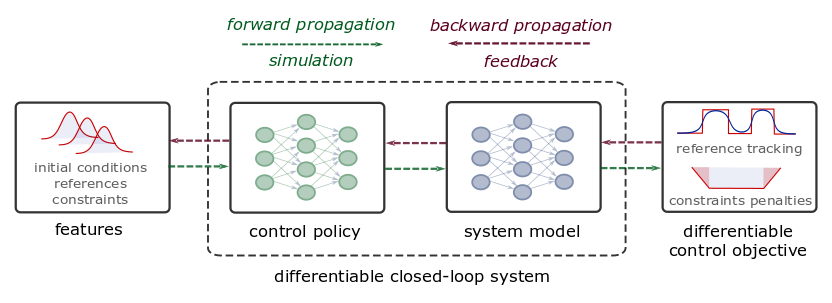 forward propagation
simulation
backward propagation
feedback
initial conditions
references
constraints
features
control policy
system model
reference tracking
constraints penalties
differentiable
control objective
differentiable closed-loop system